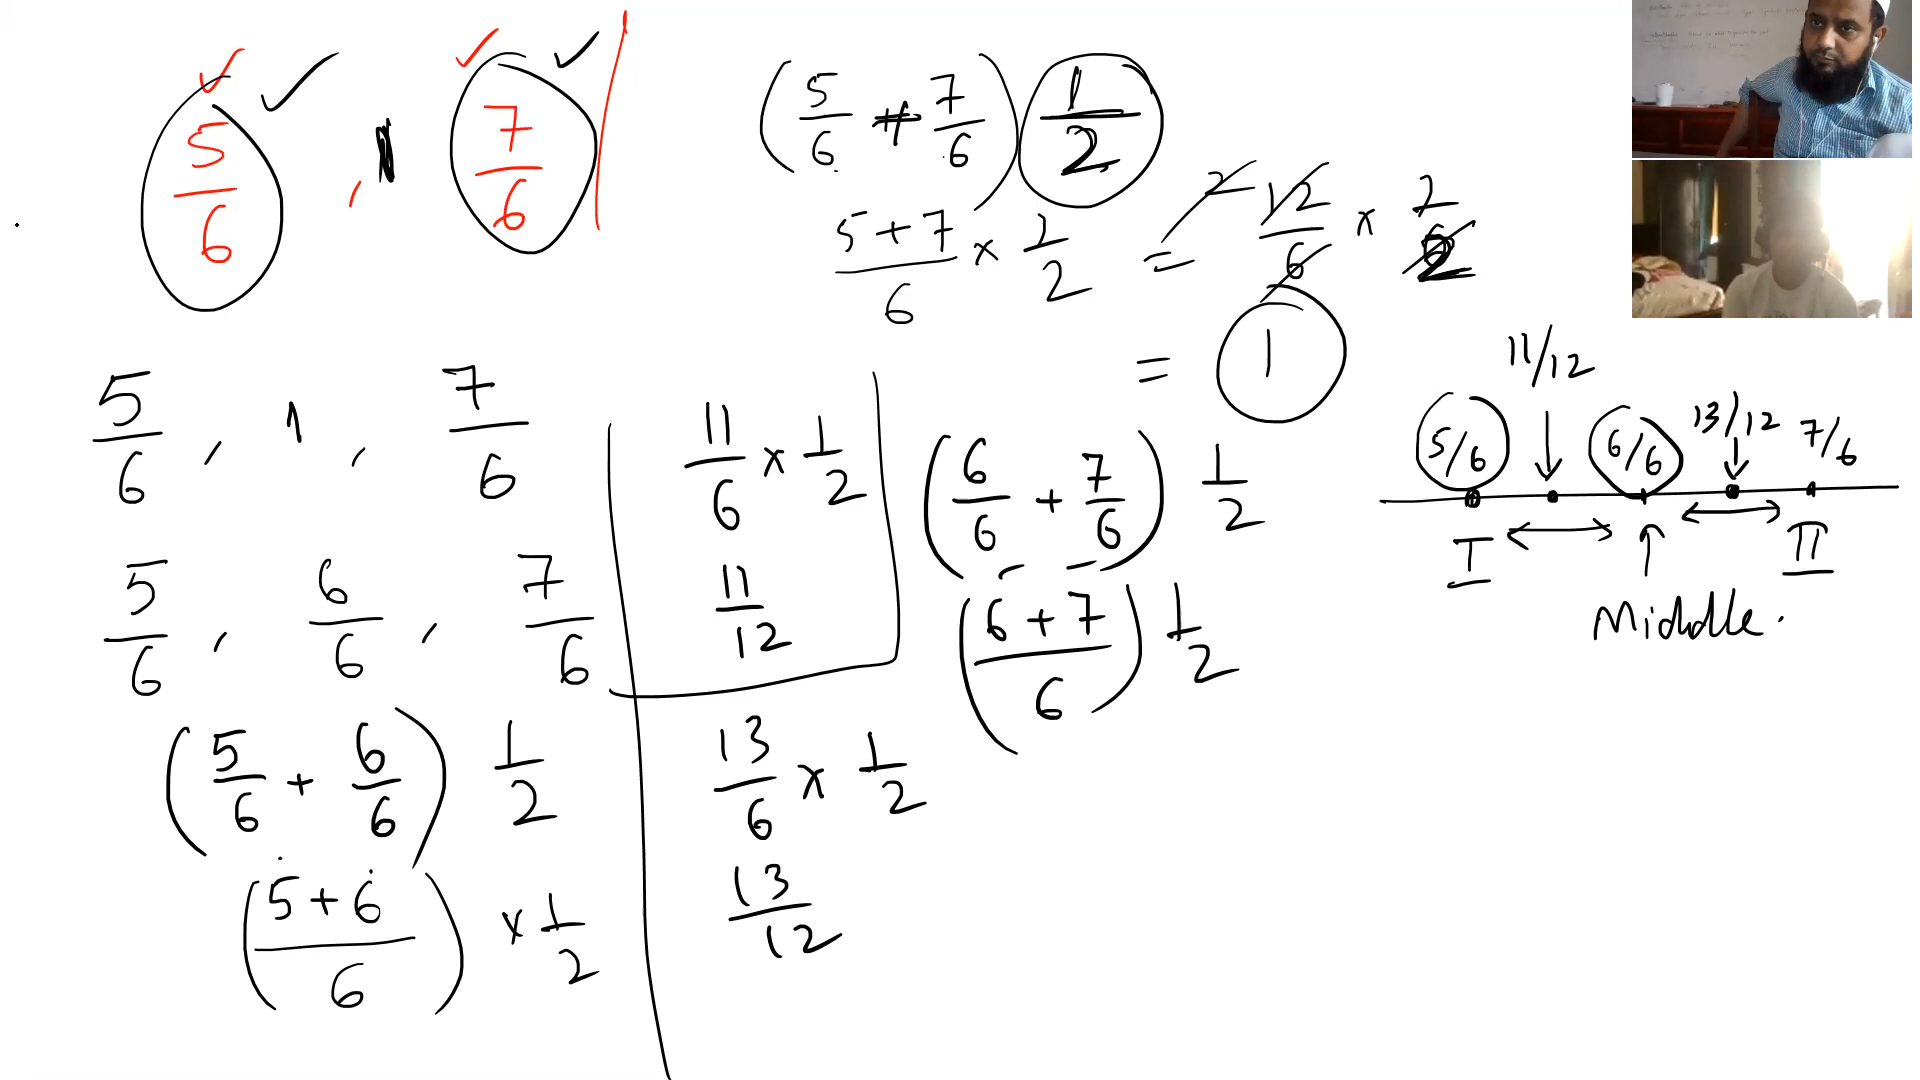 5/6 , 1 7/6
(5/6 + 7/6) 1/2
(5+7)/6 × 1/2 = 12/6 × 1/2
2
= 1
5/6 , 1 , 7/6
11/6 × 1/2
11/12
5/6 , 6/6 , 7/6
(5/6 + 6/6) 1/2
((5+6)/6) × 1/2
13/6 × 1/2
13/12
(6/6 + 7/6) 1/2
((6+7)/6) 1/2
11/12
5/6 6/6 13/12 7/6
I II
Middle.